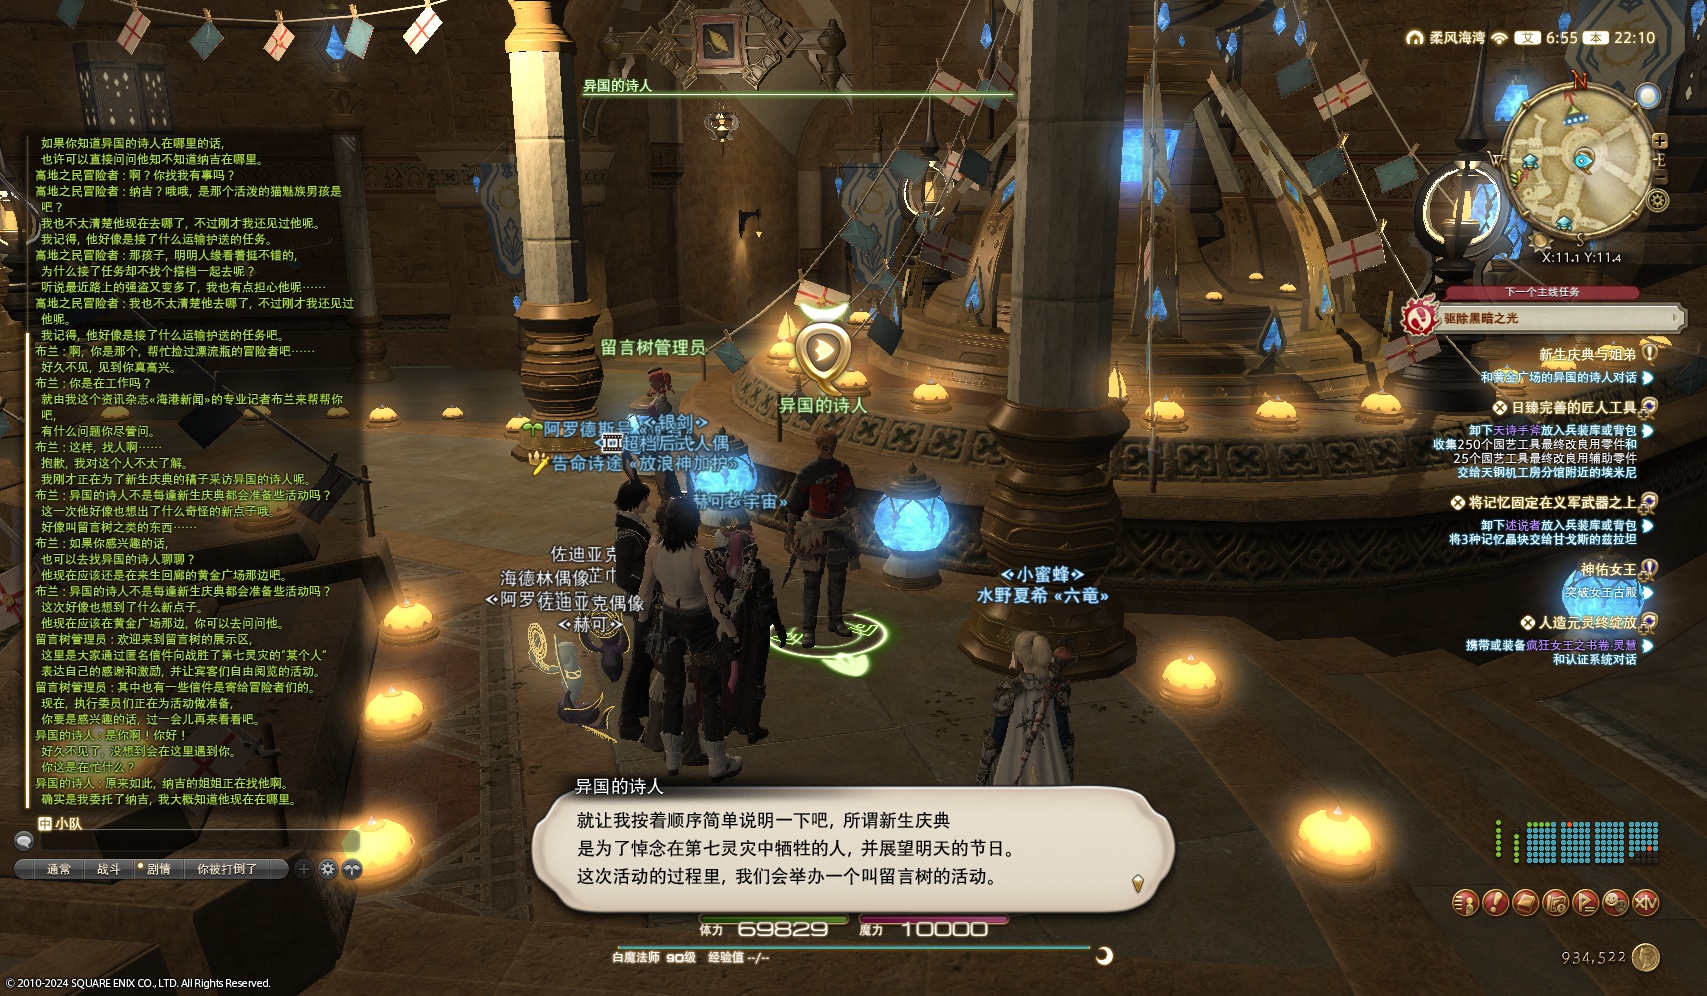 柔风海湾 艾 6:55 本 22:10
异国的诗人
N
W
E
S
X:11.1 Y:11.4
下一个主线任务
驱除黑暗之光
新生庆典与姐弟
和黄金广场的异国的诗人对话
日臻完善的匠人工具
卸下天诗手斧放入兵装库或背包
收集250个园艺工具最终改良用零件和
25个园艺工具最终改良用辅助零件
交给天钢机工房分馆附近的埃米尼
将记忆固定在义军武器之上
卸下述说者放入兵装库或背包
将3种记忆晶块交给甘戈斯的兹拉坦
神佑女王
突破女王古殿
人造元灵终绽放
携带或装备疯狂女王之书卷·灵慧
和认证系统对话
如果你知道异国的诗人在哪里的话,
也许可以直接问问他知不知道纳吉在哪里。
高地之民冒险者：啊？你找我有事吗？
高地之民冒险者：纳吉？哦哦, 是那个活泼的猫魅族男孩是
吧？
我也不太清楚他现在去哪了, 不过刚才我还见过他呢。
我记得, 他好像是接了什么运输护送的任务。
高地之民冒险者：那孩子, 明明人缘看着挺不错的,
为什么接了任务却不找个搭档一起去呢？
听说最近路上的强盗又变多了, 我也有点担心他呢……
高地之民冒险者：我也不太清楚他去哪了, 不过刚才我还见过
他呢。
我记得, 他好像是接了什么运输护送的任务吧。
布兰：啊, 你是那个, 帮忙捡过漂流瓶的冒险者吧……
好久不见, 见到你真高兴。
布兰：你是在工作吗？
就由我这个资讯杂志«海港新闻»的专业记者布兰来帮帮你
吧,
有什么问题你尽管问。
布兰：这样, 找人啊……
抱歉, 我对这个人不太了解。
我刚才正在为了新生庆典的稿子采访异国的诗人呢。
布兰：异国的诗人不是每逢新生庆典都会准备些活动吗？
这一次他好像也想出了什么奇怪的新点子哦。
好像叫留言树之类的东西……
布兰：如果你感兴趣的话,
也可以去找异国的诗人聊聊？
他现在应该还是在来生回廊的黄金广场那边吧。
布兰：异国的诗人不是每逢新生庆典都会准备些活动吗？
这次好像也想到了什么新点子。
他现在应该在黄金广场那边, 你可以去问问他。
留言树管理员：欢迎来到留言树的展示区,
这里是大家通过匿名信件向战胜了第七灵灾的“某个人”
表达自己的感谢和激励, 并让宾客们自由阅览的活动。
留言树管理员：其中也有一些信件是寄给冒险者们的。
现在, 执行委员们正在为活动做准备,
你要是感兴趣的话, 过一会儿再来看看吧。
异国的诗人：是你啊！你好！
好久不见了, 没想到会在这里遇到你。
你这是在忙什么？
异国的诗人：原来如此, 纳吉的姐姐正在找他啊。
确实是我委托了纳吉, 我大概知道他现在在哪里。
中 小队
通常 战斗 剧情 你被打倒了
留言树管理员
异国的诗人
阿罗德斯
«银剑»
超档后式人偶
告命诗途 «放浪神加护»
赫可
宇宙»
佐迪亚克
海德林偶像
佐迪亚克偶像
«赫可»
«小蜜蜂»
水野夏希 «六竜»
异国的诗人
就让我按着顺序简单说明一下吧, 所谓新生庆典
是为了悼念在第七灵灾中牺牲的人, 并展望明天的节日。
这次活动的过程里, 我们会举办一个叫留言树的活动。
体力 69829 魔力 10000
白魔法师 90级 经验值 --/--
XIV
934,522
© 2010-2024 SQUARE ENIX CO., LTD. All Rights Reserved.